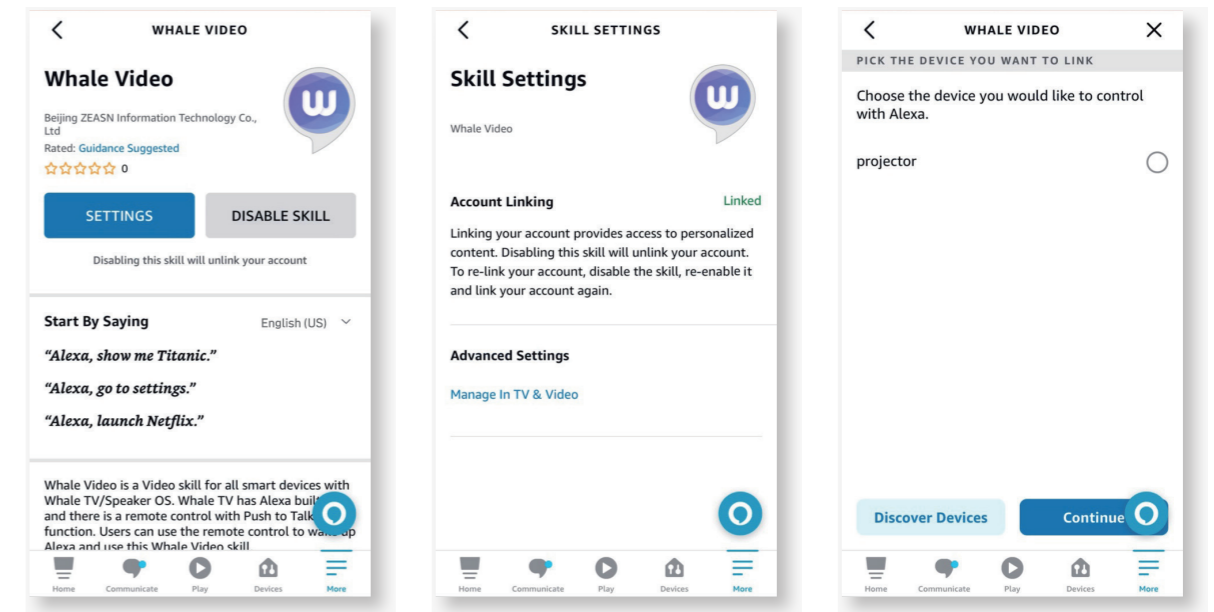 WHALE VIDEO
Whale Video
Beijing ZEASN Information Technology Co.,
Ltd
Rated: Guidance Suggested
0
W
SETTINGS
DISABLE SKILL
Disabling this skill will unlink your account
Start By Saying
English (US)
“Alexa, show me Titanic.”
“Alexa, go to settings.”
“Alexa, launch Netflix.”
Whale Video is a Video skill for all smart devices with
Whale TV/Speaker OS. Whale TV has Alexa
and there is a remote control with Push to Talk
function. Users can use the remote control to
Alexa and use this Whale Video skill
Home
Communicate
Play
Devices
More
SKILL SETTINGS
Skill Settings
W
Whale Video
Account Linking
Linked
Linking your account provides access to personalized
content. Disabling this skill will unlink your account.
To re-link your account, disable the skill, re-enable it
and link your account again.
Advanced Settings
Manage In TV & Video
Home
Communicate
Play
Devices
More
WHALE VIDEO
PICK THE DEVICE YOU WANT TO LINK
Choose the device you would like to control
with Alexa.
projector
Discover Devices
Continue
Home
Communicate
Play
Devices
More